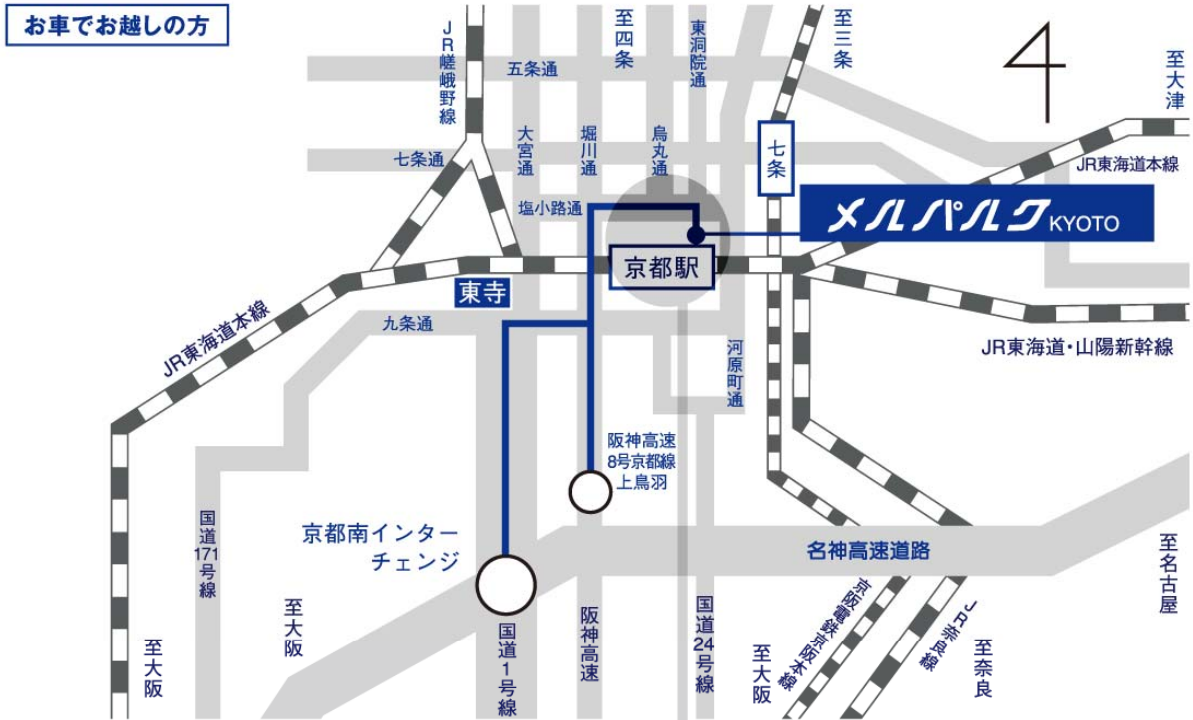 お車でお越しの方
JR嵯峨野線
至四条
東洞院通
至三条
至大津
五条通
大宮通
堀川通
烏丸通
七条
七条通
JR東海道本線
塩小路通
メルパルクKYOTO
京都駅
東寺
JR東海道本線
九条通
河原町通
JR東海道・山陽新幹線
阪神高速
8号京都線
上鳥羽
国道171号線
京都南インター
チェンジ
名神高速道路
至名古屋
至大阪
至大阪
国道1号線
阪神高速
国道24号線
至大阪
京阪電鉄京阪本線
JR奈良線
至奈良